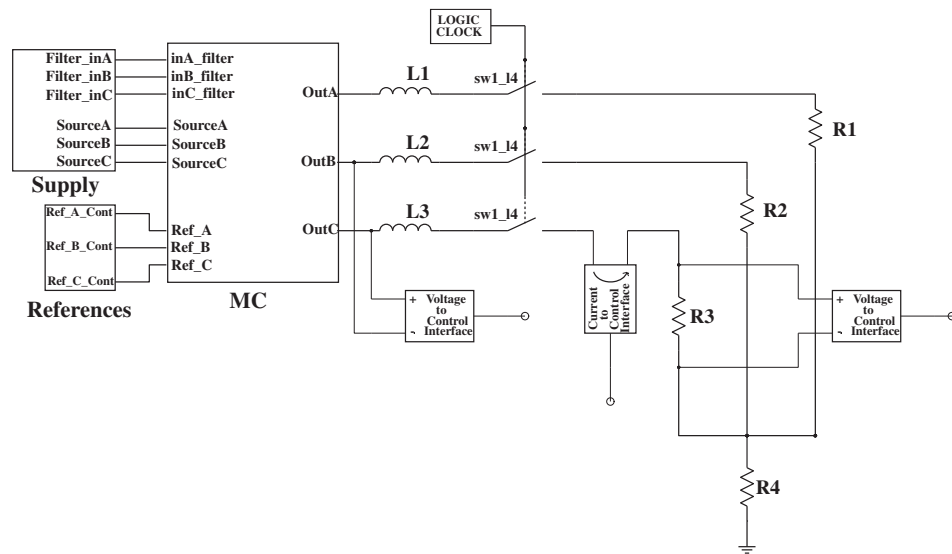 LOGIC
CLOCK
Filter_inA
Filter_inB
Filter_inC
SourceA
SourceB
SourceC
Supply
Ref_A_Cont
Ref_B_Cont
Ref_C_Cont
References
inA_filter
inB_filter
inC_filter
SourceA
SourceB
SourceC
Ref_A
Ref_B
Ref_C
OutA
OutB
OutC
MC
L1
sw1_l4
L2
sw1_l4
L3
sw1_l4
R1
R2
R3
R4
+ Voltage
to
- Control
Interface
Current
to
Control
Interface
+ Voltage
to
- Control
Interface